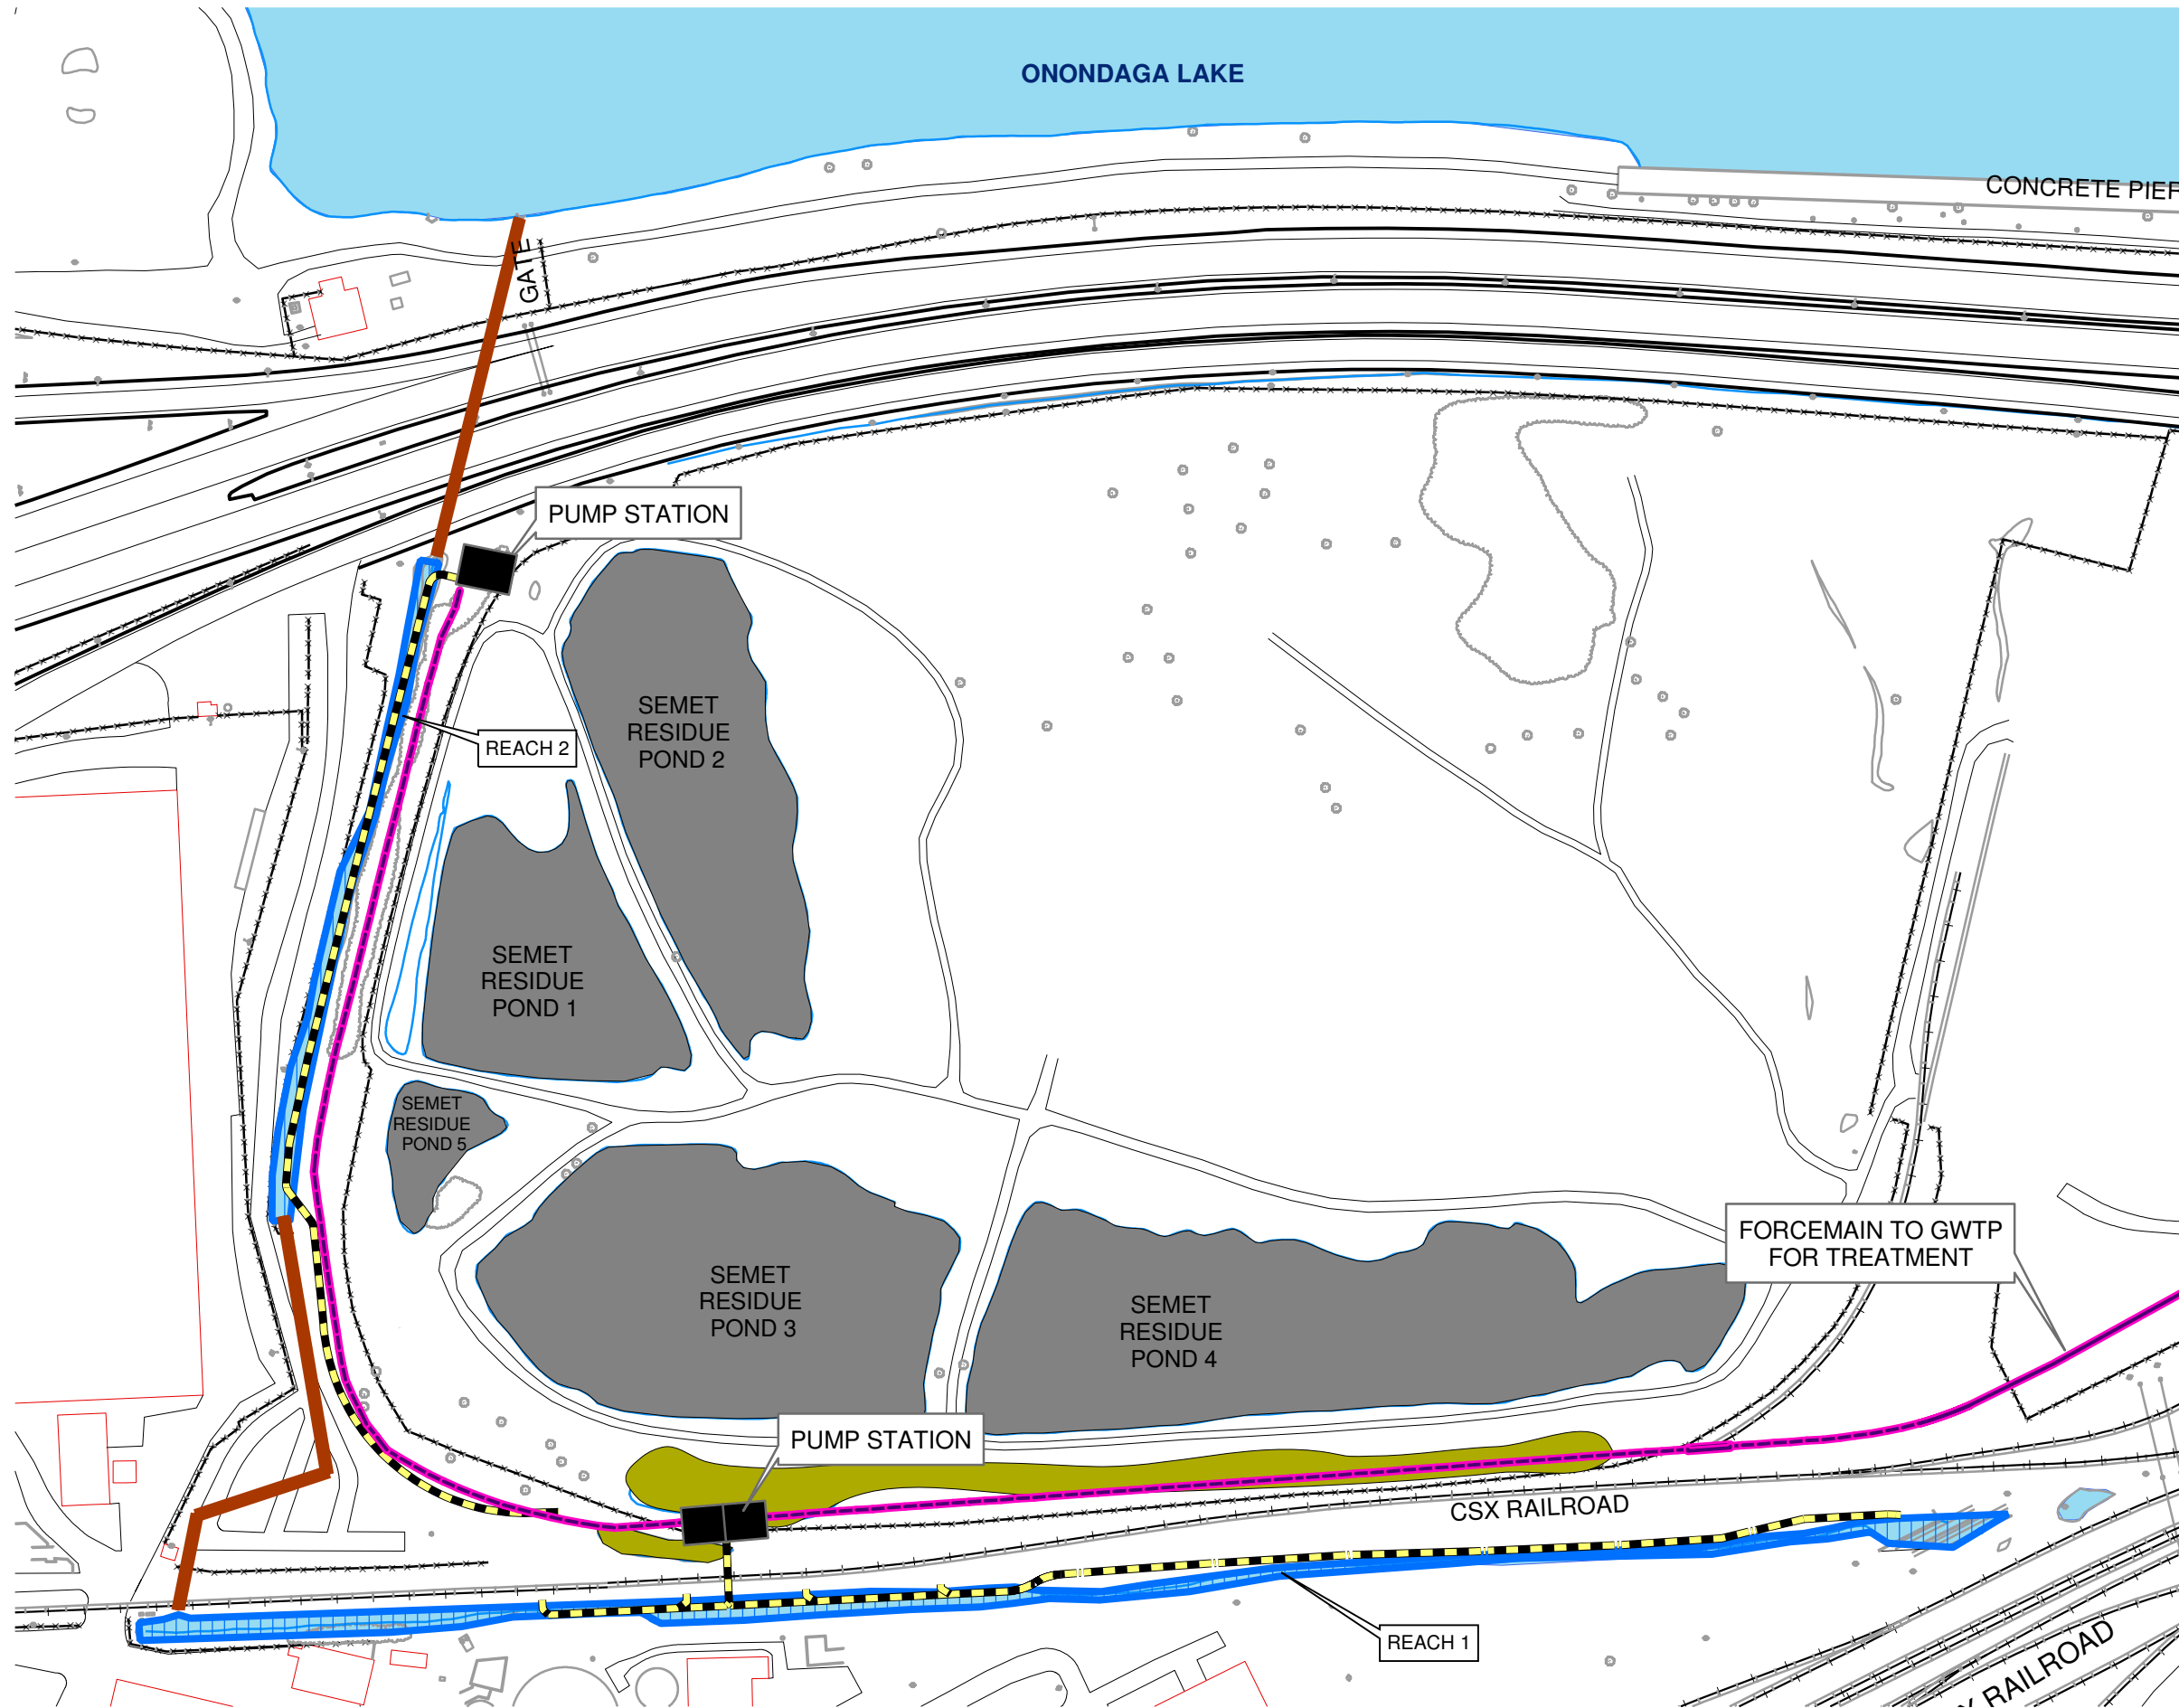 ONONDAGA LAKE
CONCRETE PIER
GATE
PUMP STATION
SEMET
RESIDUE
POND 2
REACH 2
SEMET
RESIDUE
POND 1
SEMET
RESIDUE
POND 5
FORCEMAIN TO GWTP
FOR TREATMENT
SEMET
RESIDUE
POND 3
SEMET
RESIDUE
POND 4
PUMP STATION
CSX RAILROAD
REACH 1
X RAILROAD